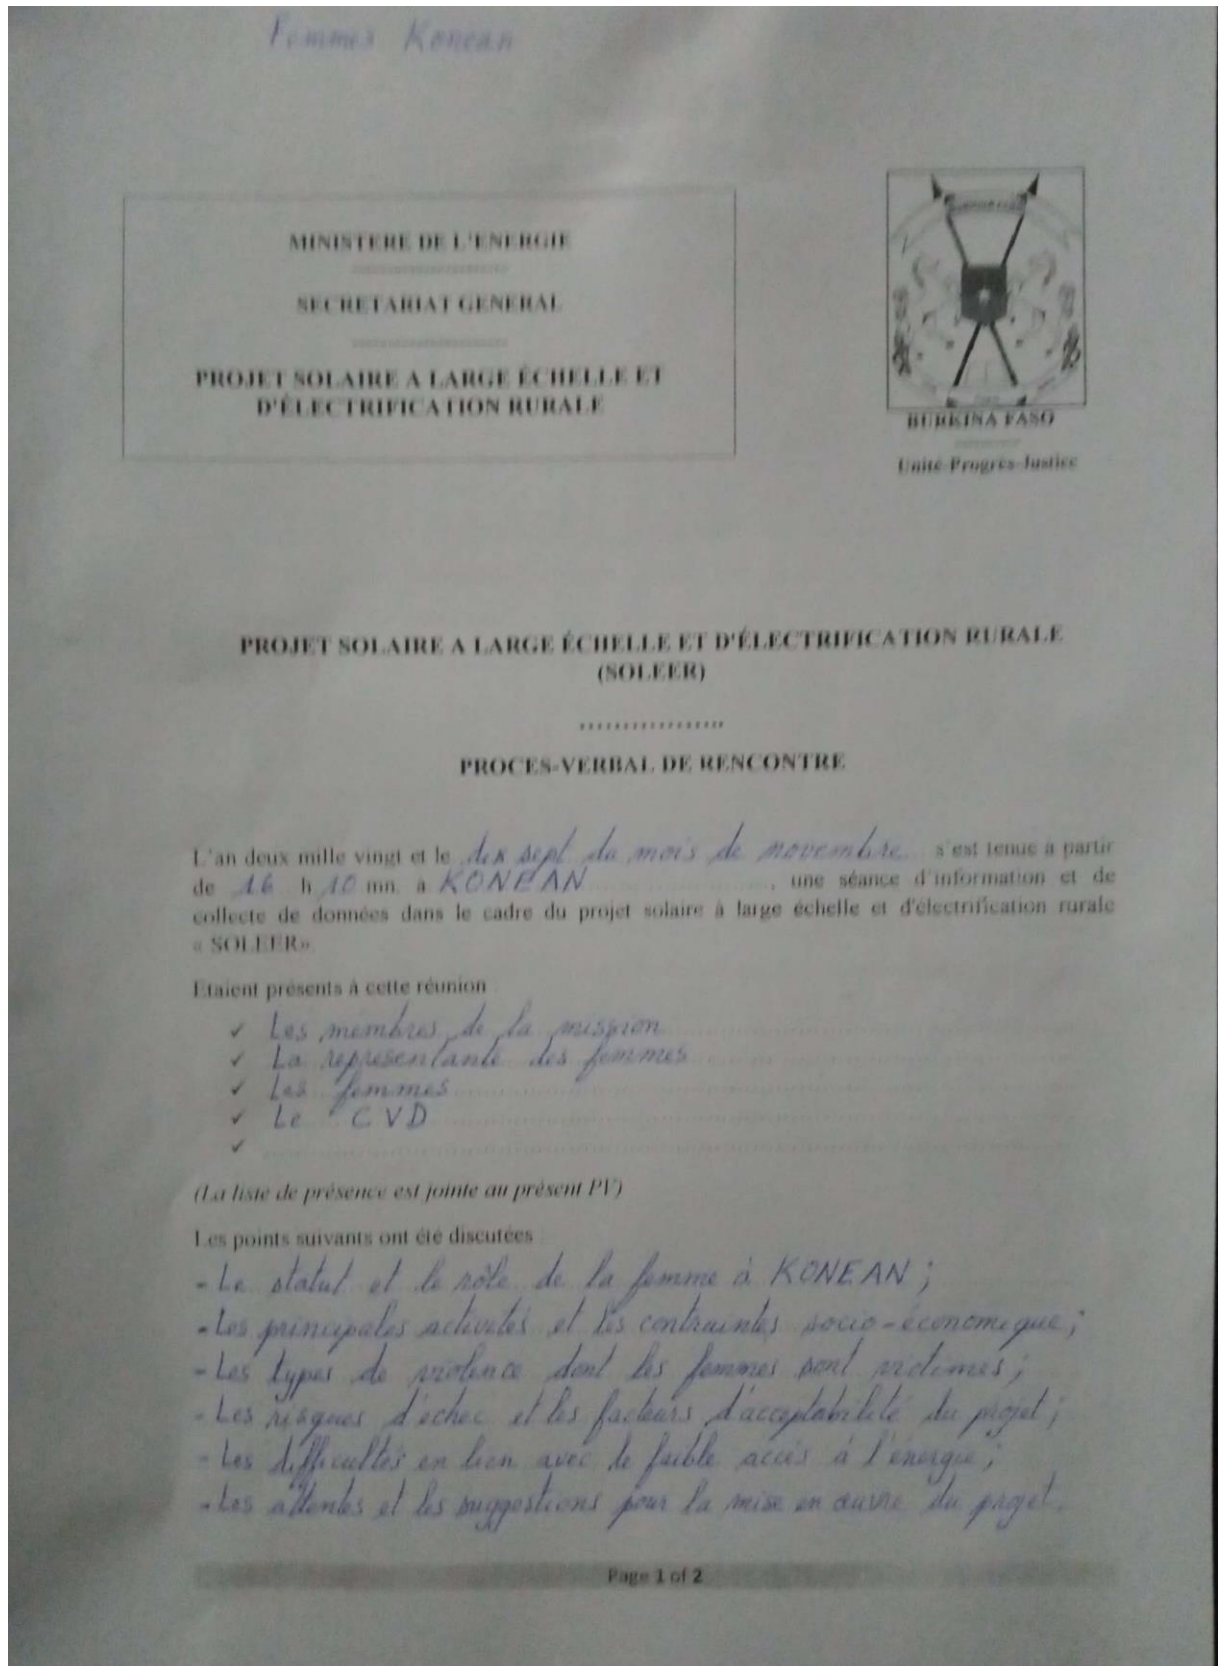 Femmes Konean
MINISTERE DE L'ENERGIE
SECRETARIAT GENERAL
PROJET SOLAIRE A LARGE ÉCHELLE ET
D'ÉLECTRIFICATION RURALE
BURKINA FASO
Unité-Progrès-Justice
PROJET SOLAIRE A LARGE ÉCHELLE ET D'ÉLECTRIFICATION RURALE
(SOLEER)
PROCES-VERBAL DE RENCONTRE
L'an deux mille vingt et le dix sept du mois de novembre s'est tenue à partir
de 16 h 10 mn à KONEAN, une séance d'information et de
collecte de données dans le cadre du projet solaire à large échelle et d'électrification rurale
« SOLEER»
Etaient présents à cette réunion
✓ Les membres de la mission
✓ La représentante des femmes
✓ Les femmes
✓ Le CVD
✓
(La liste de présence est jointe au présent PV)
Les points suivants ont été discutées
- Le statut et le rôle de la femme à KONEAN ;
- Les principales activités et les contraintes socio-économique ;
- Les types de violence dont les femmes sont victimes ;
- Les risques d'échec et les facteurs d'acceptabilité du projet ;
- Les difficultés en lien avec le faible accès à l'énergie ;
- Les attentes et les suggestions pour la mise en œuvre du projet.
Page 1 of 2